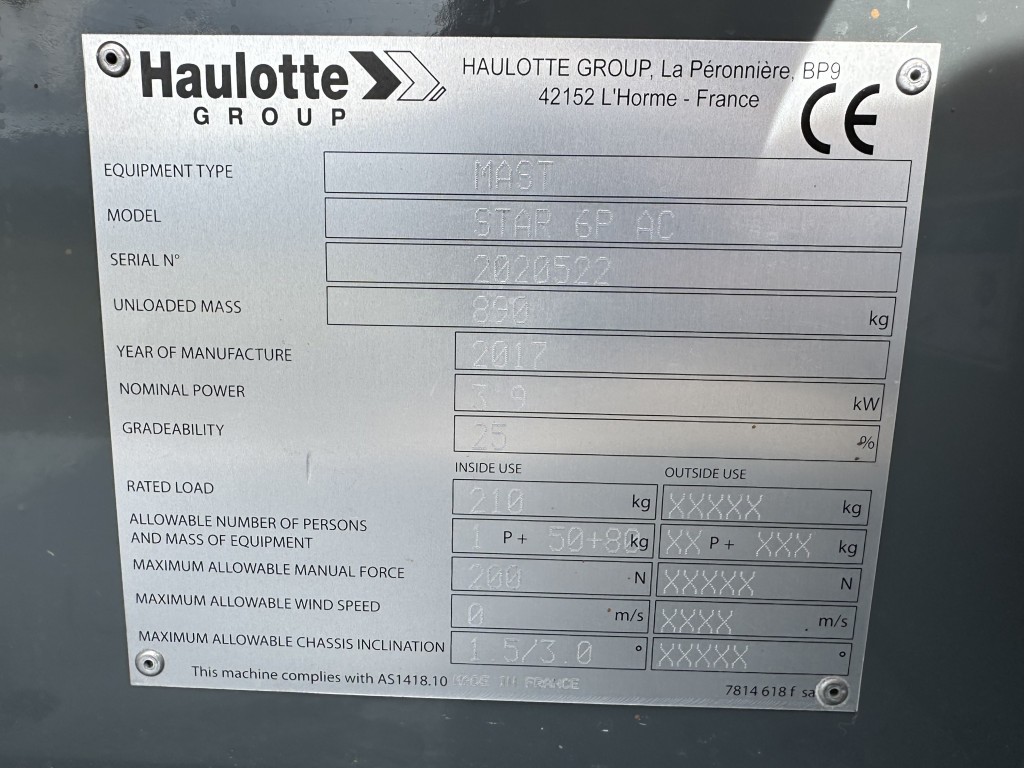 Haulotte
GROUP
HAULOTTE GROUP, La Péronnière, BP9
42152 L'Horme - France
CE
EQUIPMENT TYPE MAST
MODEL STAR 6P AC
SERIAL N° 2020522
UNLOADED MASS 890 kg
YEAR OF MANUFACTURE 2017
NOMINAL POWER 3 9 kW
GRADEABILITY 25 %
INSIDE USE OUTSIDE USE
RATED LOAD 210 kg XXXXX kg
ALLOWABLE NUMBER OF PERSONS
AND MASS OF EQUIPMENT 1 P + 50+80 kg XX P + XXX kg
MAXIMUM ALLOWABLE MANUAL FORCE 200 N XXXXX N
MAXIMUM ALLOWABLE WIND SPEED 0 m/s XXXX m/s
MAXIMUM ALLOWABLE CHASSIS INCLINATION 1.5/3.0 ° XXXXX °
This machine complies with AS1418.10 MADE IN FRANCE
7814 618 f sa